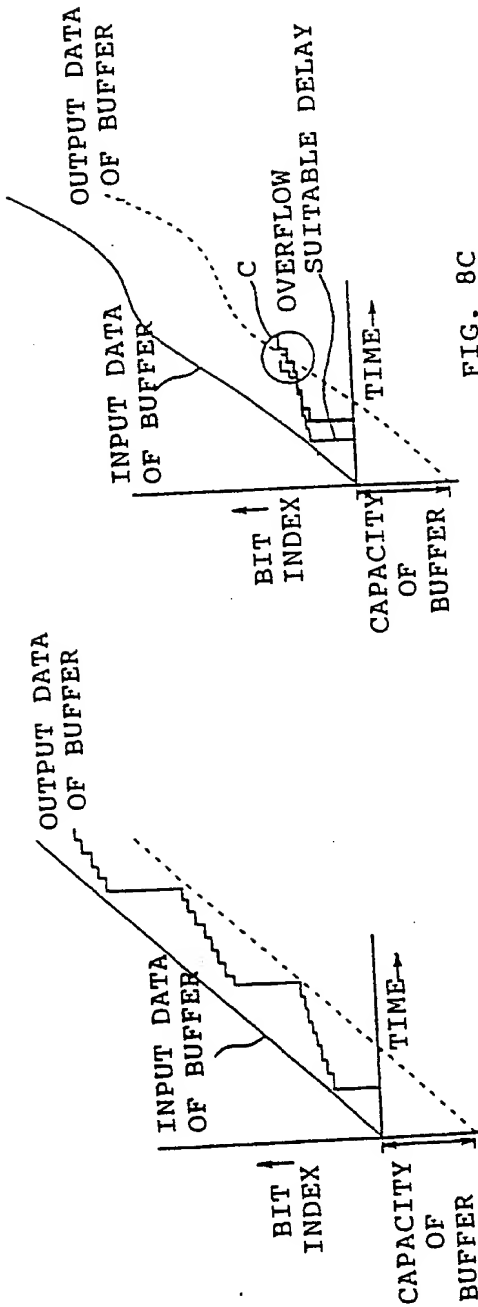 OUTPUT DATA
OF BUFFER
INPUT DATA
OF BUFFER
BIT
INDEX
TIME→
CAPACITY
OF
BUFFER
OUTPUT DATA
OF BUFFER
INPUT DATA
OF BUFFER
C
OVERFLOW
SUITABLE DELAY
BIT
INDEX
TIME→
CAPACITY
OF
BUFFER
FIG. 8C